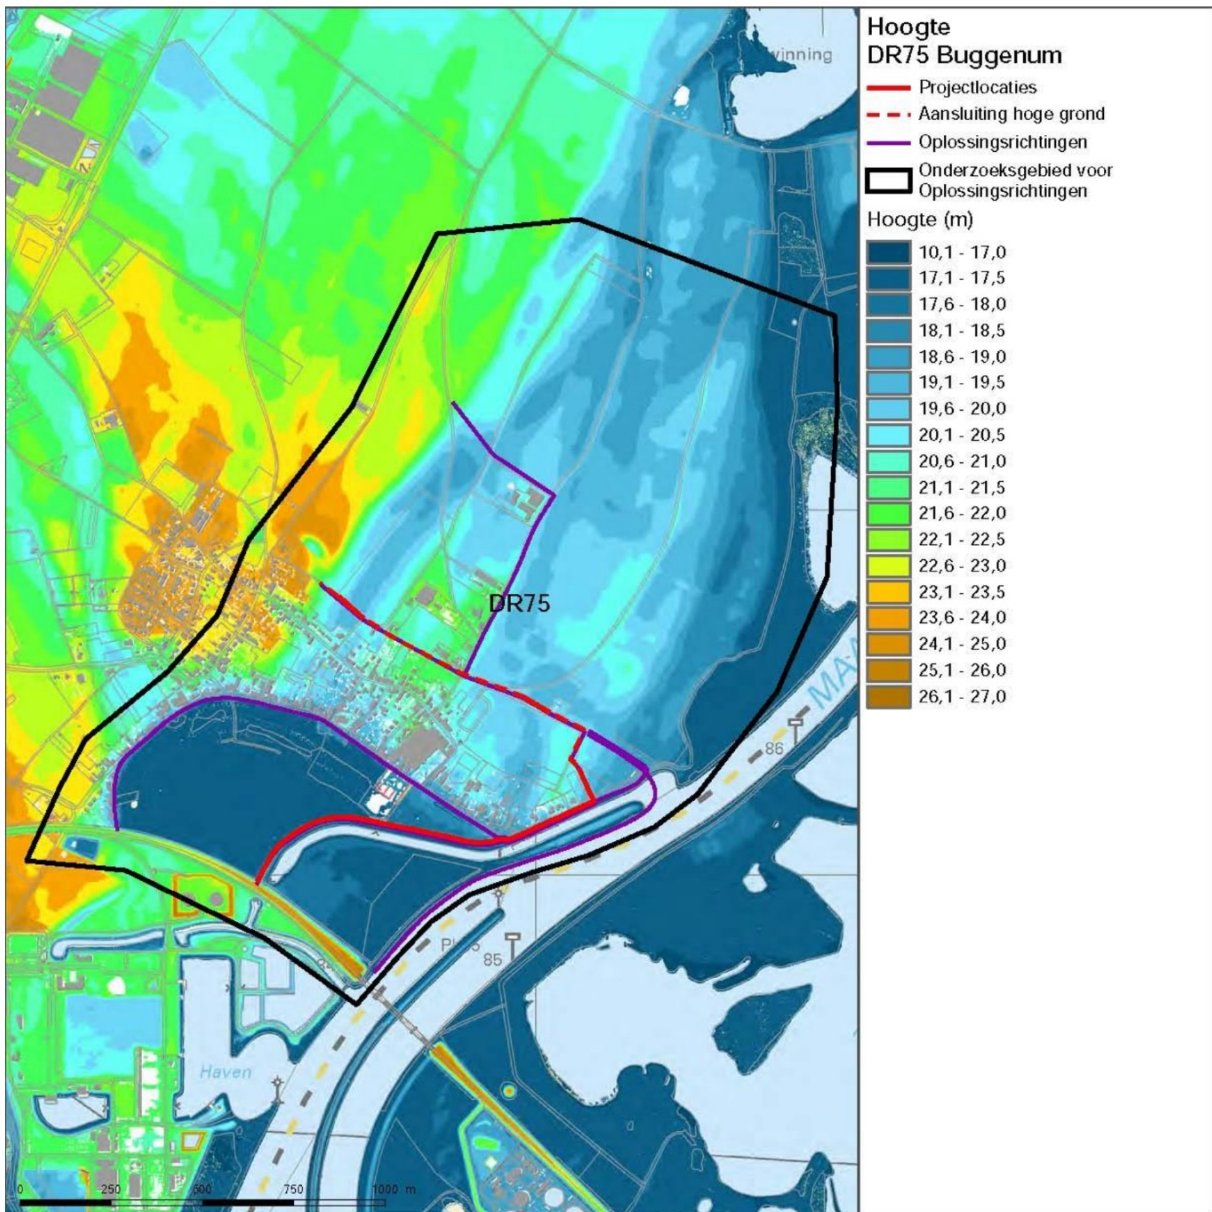 winning
Hoogte
DR75 Buggenum
Projectlocaties
Aansluiting hoge grond
Oplossingsrichtingen
Onderzoeksgebied voor
Oplossingsrichtingen
Hoogte (m)
10,1 - 17,0
17,1 - 17,5
17,6 - 18,0
18,1 - 18,5
18,6 - 19,0
19,1 - 19,5
19,6 - 20,0
20,1 - 20,5
20,6 - 21,0
21,1 - 21,5
21,6 - 22,0
22,1 - 22,5
22,6 - 23,0
23,1 - 23,5
23,6 - 24,0
24,1 - 25,0
25,1 - 26,0
26,1 - 27,0
DR75
MAA
86
85
Haven
0 250 500 750 1000 m